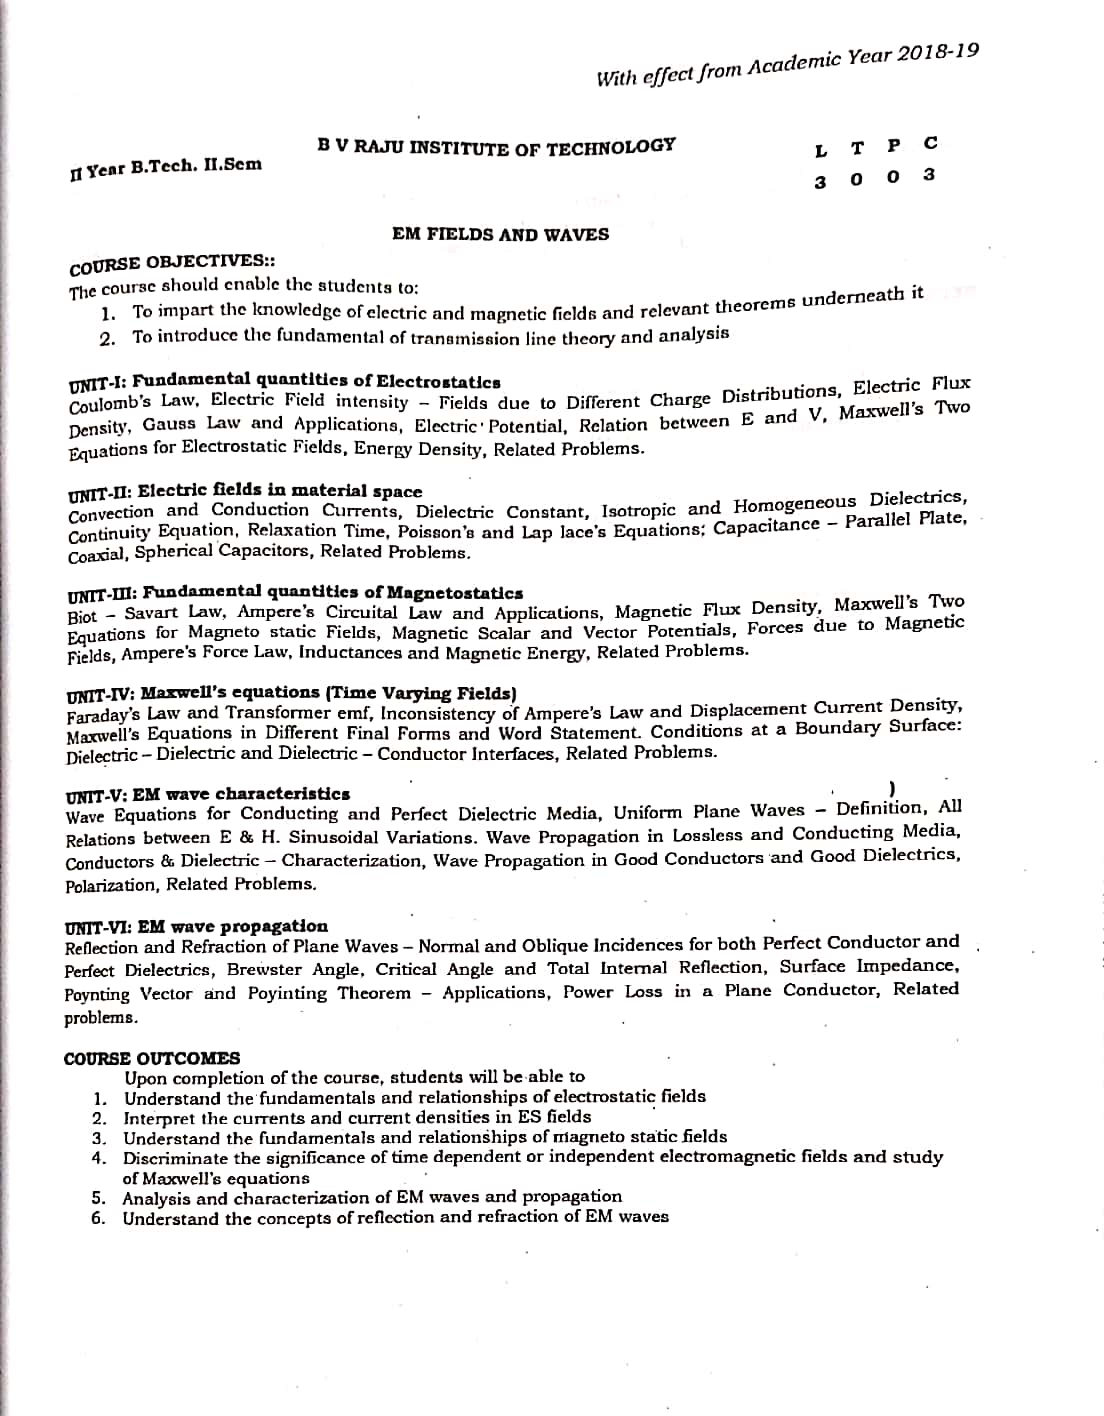 With effect from Academic Year 2018-19
B V RAJU INSTITUTE OF TECHNOLOGY
II Year B.Tech. II.Sem
L T P C
3 0 0 3
EM FIELDS AND WAVES
COURSE OBJECTIVES::
The course should enable the students to:
1. To impart the knowledge of electric and magnetic fields and relevant theorems underneath it
2. To introduce the fundamental of transmission line theory and analysis
UNIT-I: Fundamental quantities of Electrostatics
Coulomb's Law, Electric Field intensity – Fields due to Different Charge Distributions, Electric Flux
Density, Gauss Law and Applications, Electric Potential, Relation between E and V, Maxwell's Two
Equations for Electrostatic Fields, Energy Density, Related Problems.
UNIT-II: Electric fields in material space
Convection and Conduction Currents, Dielectric Constant, Isotropic and Homogeneous Dielectrics,
Continuity Equation, Relaxation Time, Poisson's and Lap lace's Equations; Capacitance – Parallel Plate,
Coaxial, Spherical Capacitors, Related Problems.
UNIT-III: Fundamental quantities of Magnetostatics
Biot – Savart Law, Ampere's Circuital Law and Applications, Magnetic Flux Density, Maxwell's Two
Equations for Magneto static Fields, Magnetic Scalar and Vector Potentials, Forces due to Magnetic
Fields, Ampere's Force Law, Inductances and Magnetic Energy, Related Problems.
UNIT-IV: Maxwell's equations (Time Varying Fields)
Faraday's Law and Transformer emf, Inconsistency of Ampere's Law and Displacement Current Density,
Maxwell's Equations in Different Final Forms and Word Statement. Conditions at a Boundary Surface:
Dielectric – Dielectric and Dielectric – Conductor Interfaces, Related Problems.
UNIT-V: EM wave characteristics
Wave Equations for Conducting and Perfect Dielectric Media, Uniform Plane Waves – Definition, All
Relations between E & H. Sinusoidal Variations. Wave Propagation in Lossless and Conducting Media,
Conductors & Dielectric – Characterization, Wave Propagation in Good Conductors and Good Dielectrics,
Polarization, Related Problems.
UNIT-VI: EM wave propagation
Reflection and Refraction of Plane Waves – Normal and Oblique Incidences for both Perfect Conductor and
Perfect Dielectrics, Brewster Angle, Critical Angle and Total Internal Reflection, Surface Impedance,
Poynting Vector and Poyinting Theorem – Applications, Power Loss in a Plane Conductor, Related
problems.
COURSE OUTCOMES
Upon completion of the course, students will be able to
1. Understand the fundamentals and relationships of electrostatic fields
2. Interpret the currents and current densities in ES fields
3. Understand the fundamentals and relationships of magneto static fields
4. Discriminate the significance of time dependent or independent electromagnetic fields and study
of Maxwell's equations
5. Analysis and characterization of EM waves and propagation
6. Understand the concepts of reflection and refraction of EM waves